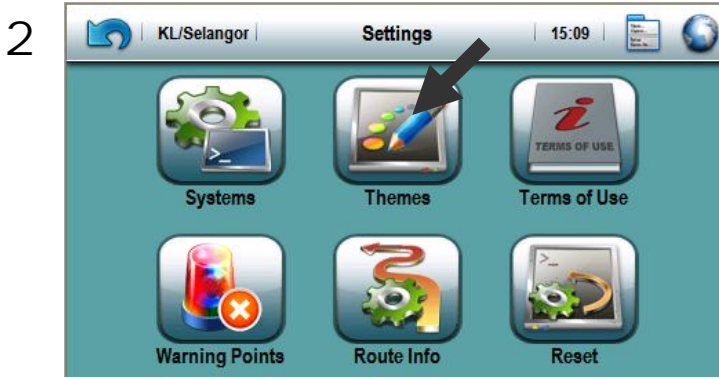 2
KL/Selangor Settings 15:09
>_
i
TERMS OF USE
Systems Themes Terms of Use
>_
Warning Points Route Info Reset